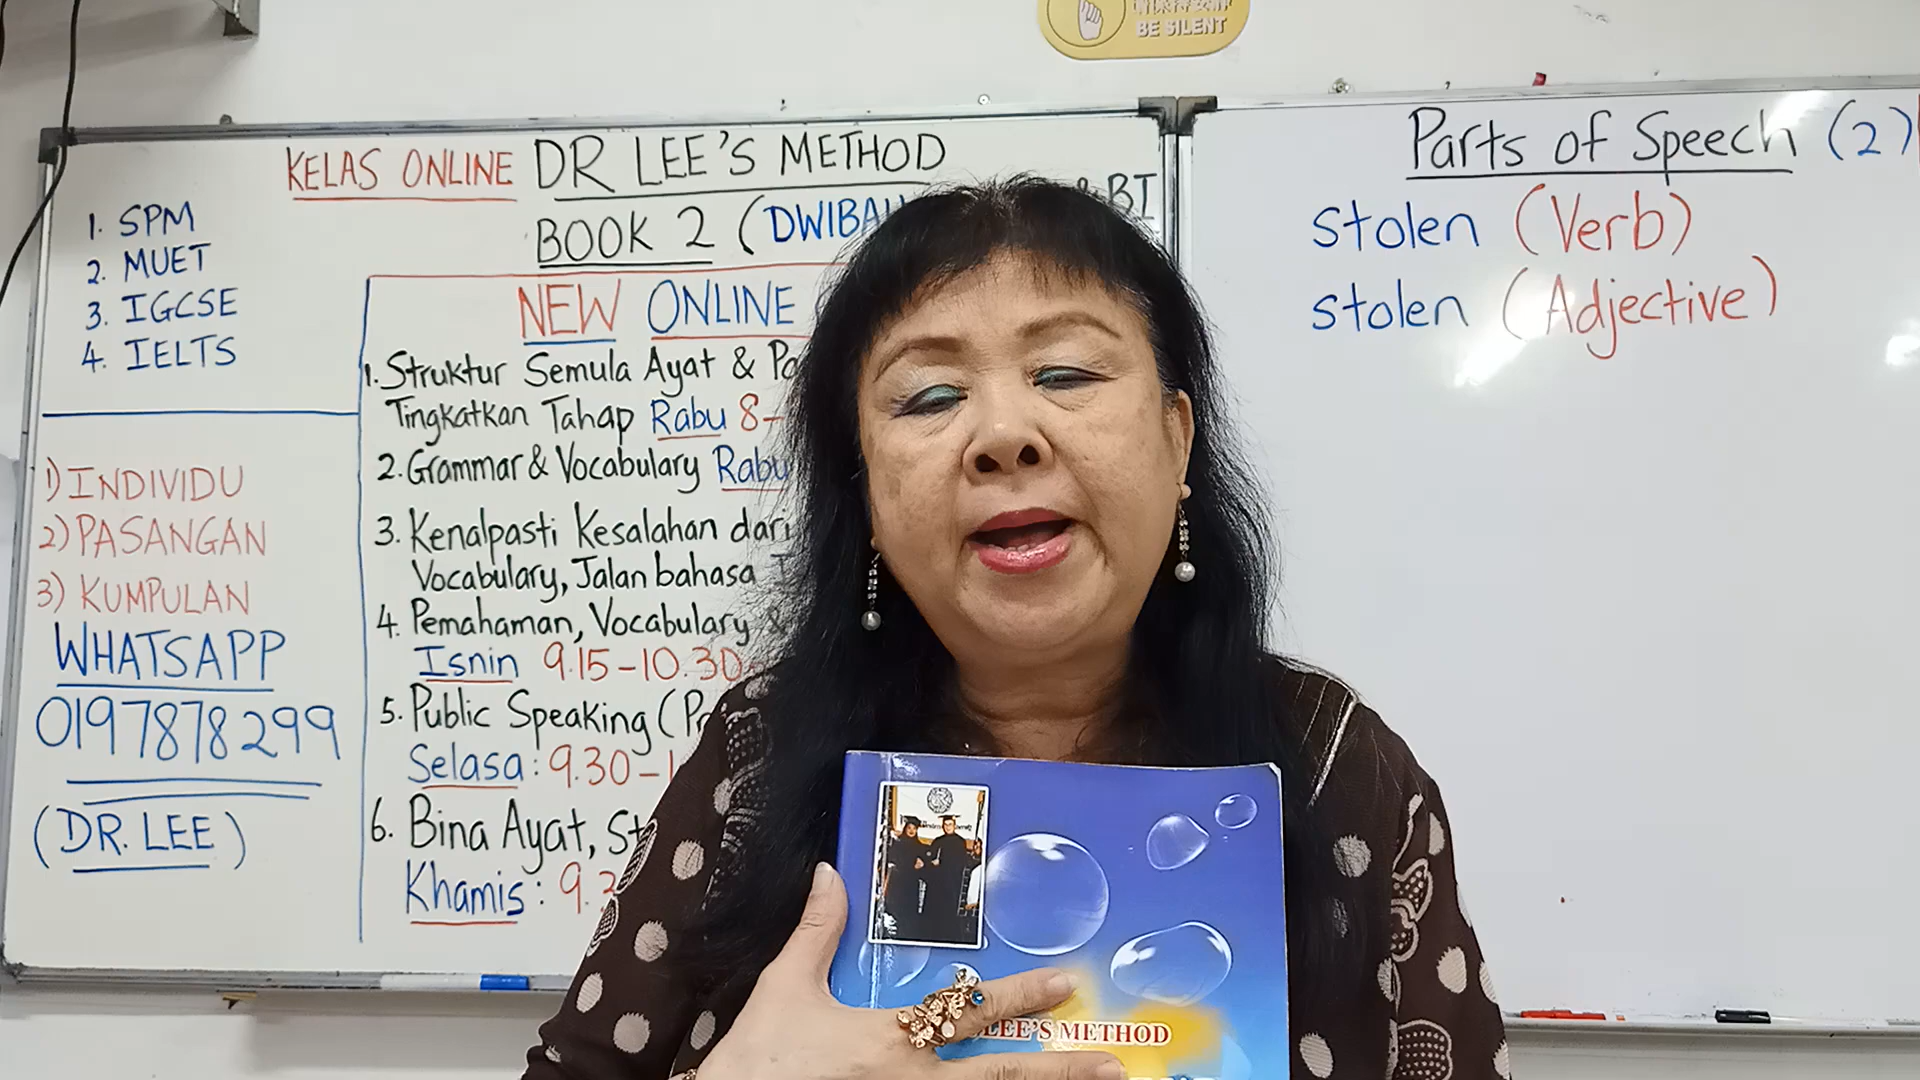 BE SILENT
KELAS ONLINE DR LEE'S METHOD
BOOK 2 (DWIBAH & BI
1. SPM
2. MUET
3. IGCSE
4. IELTS
1) INDIVIDU
2) PASANGAN
3) KUMPULAN
WHATSAPP
0197878299
(DR. LEE)
NEW ONLINE
1. Struktur Semula Ayat &
Tingkatkan Tahap Rabu 8-
2. Grammar & Vocabulary Rabu
3. Kenalpasti Kesalahan dari
Vocabulary, Jalan bahasa
4. Pemahaman, Vocabulary &
Isnin 9.15-10.30
5. Public Speaking (
Selasa: 9.30-
6. Bina Ayat,
Khamis: 9.
Parts of Speech (2)
stolen (Verb)
stolen (Adjective)
LEE'S METHOD